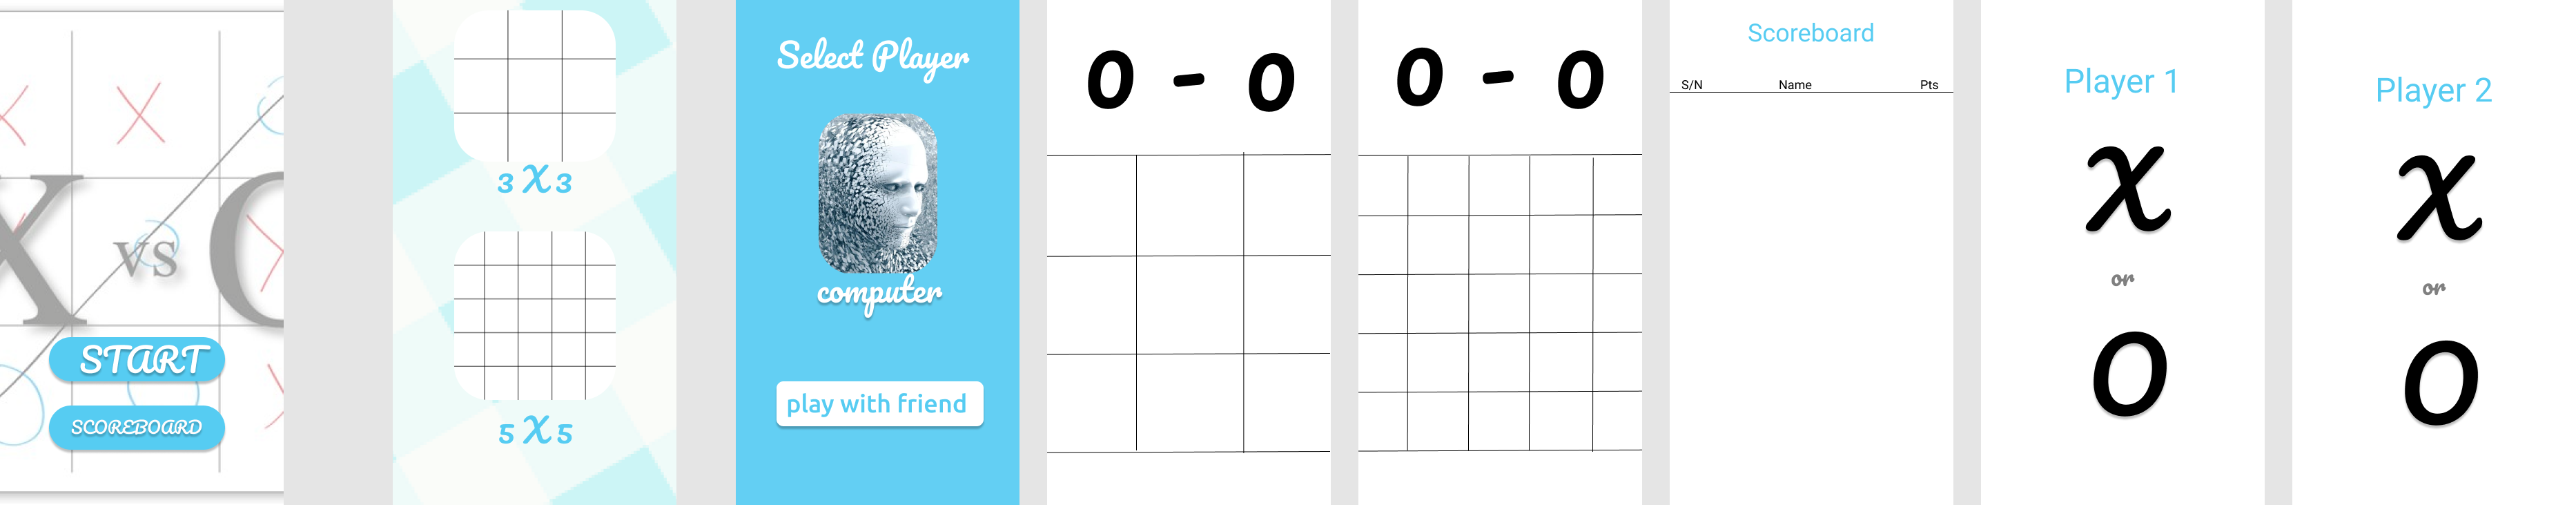 X vs O
START
SCOREBOARD
3 X 3
5 X 5
Select Player
computer
play with friend
0 - 0
0 - 0
Scoreboard
S/N Name Pts
Player 1
X
or
O
Player 2
X
or
O